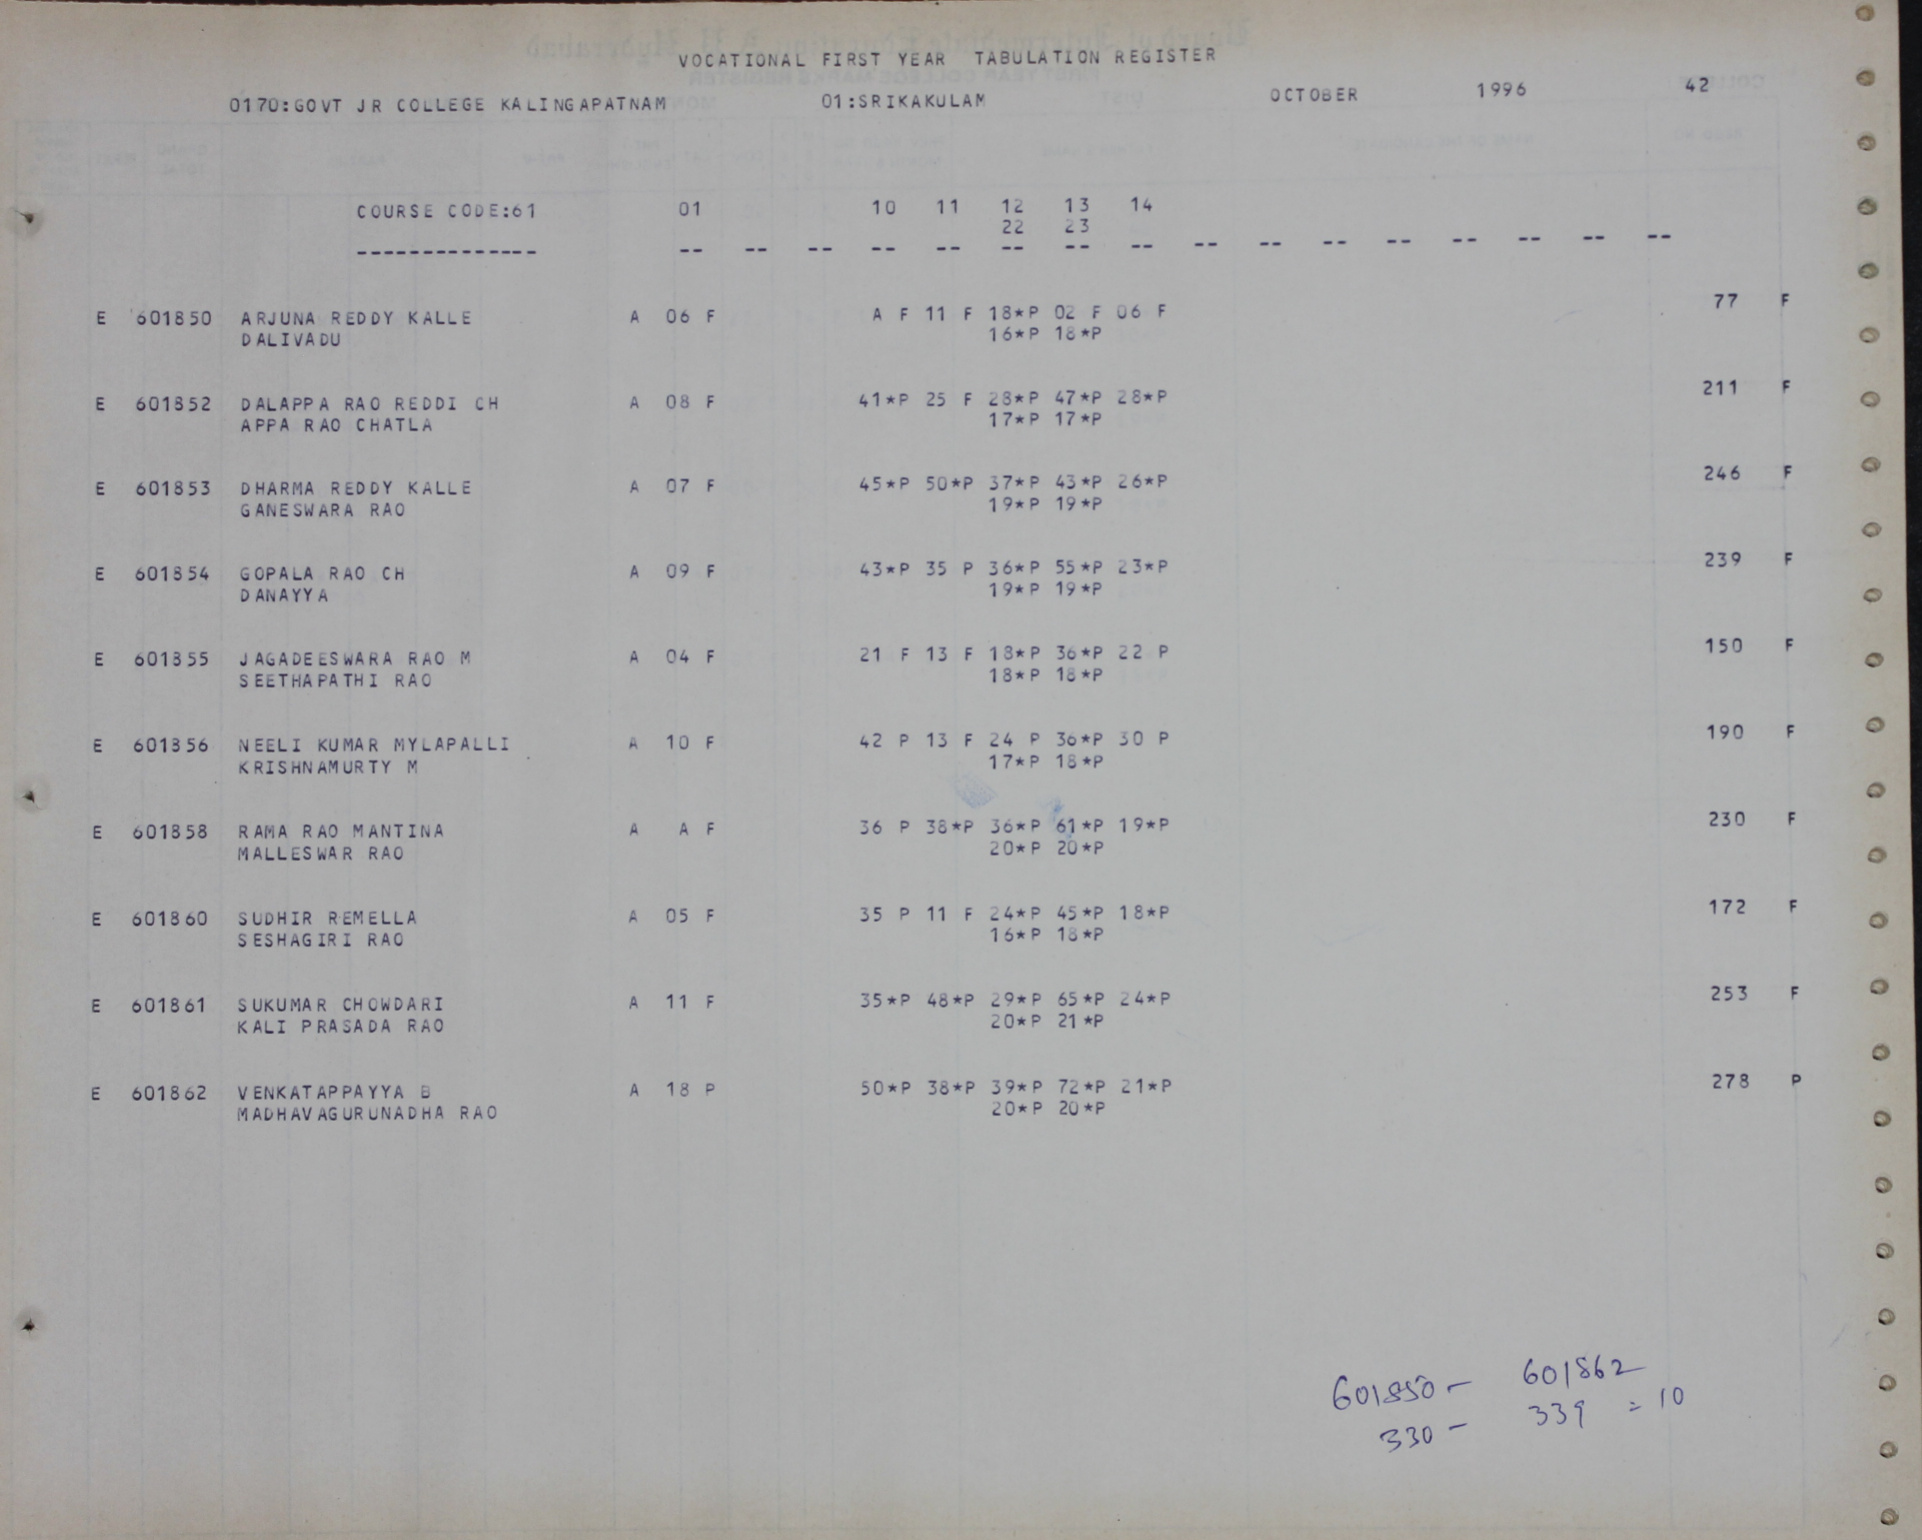 VOCATIONAL FIRST YEAR TABULATION REGISTER
0170:GOVT JR COLLEGE KALINGAPATNAM 01:SRIKAKULAM OCTOBER 1996 42
COURSE CODE:61 01 10 11 12 13 14
22 23
-------------- -- -- -- -- -- -- -- -- -- -- -- -- -- -- -- --
E 601850 ARJUNA REDDY KALLE A 06 F A F 11 F 18*P 02 F 06 F 77 F
DALIVADU 16*P 18*P
E 601852 DALAPPA RAO REDDI CH A 08 F 41*P 25 F 28*P 47*P 28*P 211 F
APPA RAO CHATLA 17*P 17*P
E 601853 DHARMA REDDY KALLE A 07 F 45*P 50*P 37*P 43*P 26*P 246 F
GANESWARA RAO 19*P 19*P
E 601854 GOPALA RAO CH A 09 F 43*P 35 P 36*P 55*P 23*P 239 F
DANAYYA 19*P 19*P
E 601855 JAGADEESWARA RAO M A 04 F 21 F 13 F 18*P 36*P 22 P 150 F
SEETHAPATHI RAO 18*P 18*P
E 601856 NEELI KUMAR MYLAPALLI A 10 F 42 P 13 F 24 P 36*P 30 P 190 F
KRISHNAMURTY M 17*P 18*P
E 601858 RAMA RAO MANTINA A A F 36 P 38*P 36*P 61*P 19*P 230 F
MALLESWAR RAO 20*P 20*P
E 601860 SUDHIR REMELLA A 05 F 35 P 11 F 24*P 45*P 18*P 172 F
SESHAGIRI RAO 16*P 18*P
E 601861 SUKUMAR CHOWDARI A 11 F 35*P 48*P 29*P 65*P 24*P 253 F
KALI PRASADA RAO 20*P 21*P
E 601862 VENKATAPPAYYA B A 18 P 50*P 38*P 39*P 72*P 21*P 278 P
MADHAVAGURUNADHA RAO 20*P 20*P
601850 - 601862
330 - 339 = 10